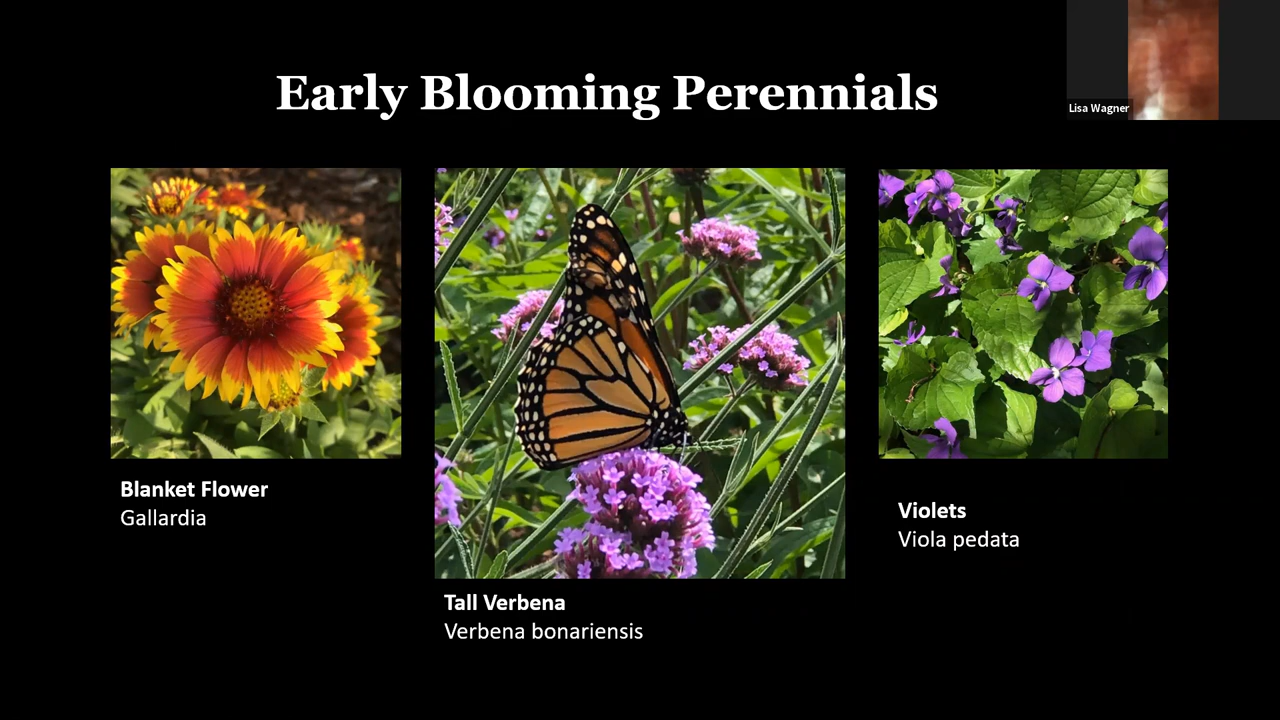 Early Blooming Perennials
Lisa Wagner
Blanket Flower
Gallardia
Tall Verbena
Verbena bonariensis
Violets
Viola pedata